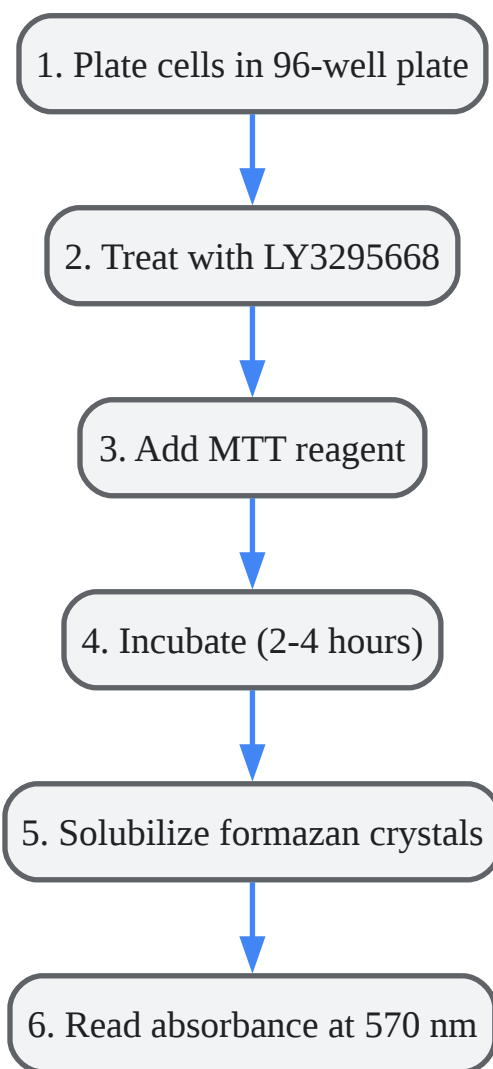 1. Plate cells in 96-well plate
2. Treat with LY3295668
3. Add MTT reagent
4. Incubate (2-4 hours)
5. Solubilize formazan crystals
6. Read absorbance at 570 nm